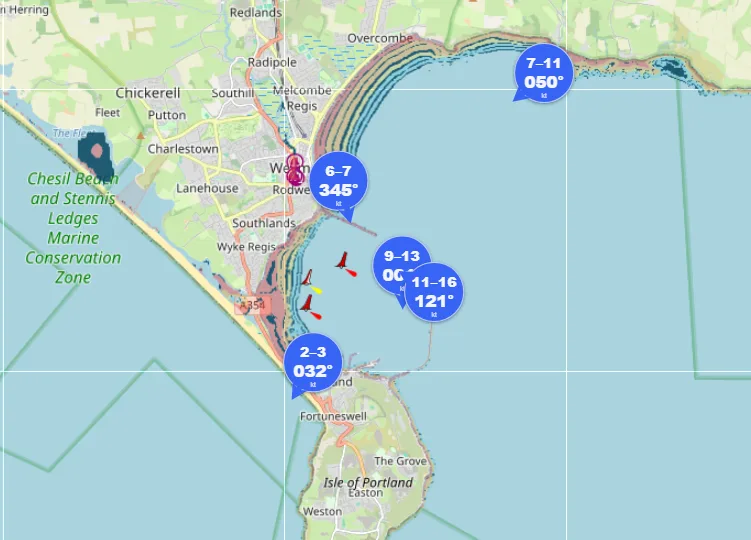 n Herring
Redlands
Overcombe
Radipole
7–11
050°
kt
Chickerell
Southill
Melcombe
Regis
Fleet
Putton
The Fleet
Charlestown
6–7
345°
kt
Lanehouse
Rodwe
Chesil Beach
and Stennis
Ledges
Marine
Conservation
Zone
Southlands
Wyke Regis
9–13
11–16
121°
kt
A354
2–3
032°
kt
Fortuneswell
The Grove
Isle of Portland
Easton
Weston